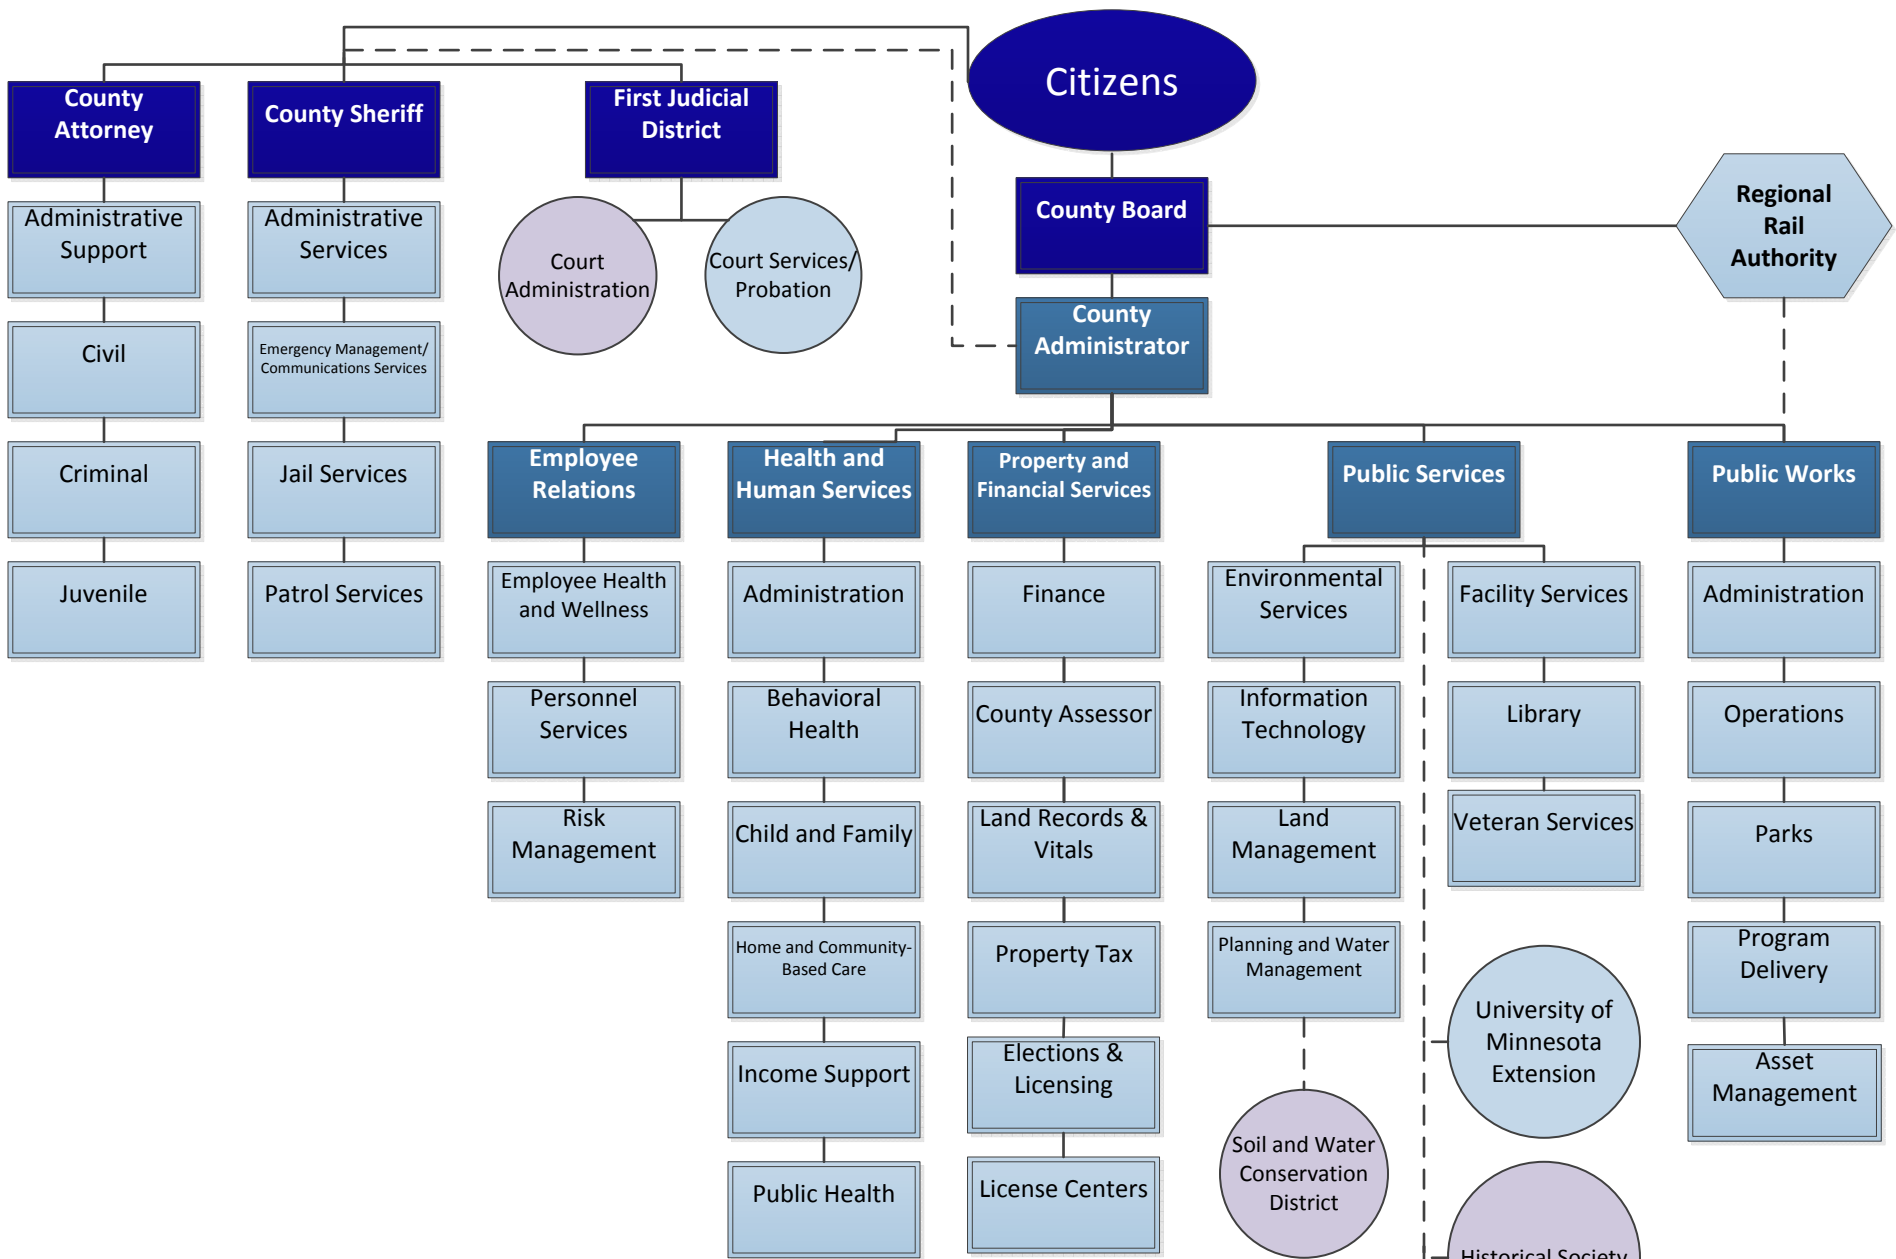 Citizens
County
Attorney
County Sheriff
First Judicial
District
County Board
Regional
Rail
Authority
Administrative
Support
Administrative
Services
Court
Administration
Court Services/
Probation
County
Administrator
Civil
Emergency Management/
Communications Services
Criminal
Jail Services
Juvenile
Patrol Services
Employee
Relations
Health and
Human Services
Property and
Financial Services
Public Services
Public Works
Employee Health
and Wellness
Personnel
Services
Risk
Management
Administration
Behavioral
Health
Child and Family
Home and Community-
Based Care
Income Support
Public Health
Finance
County Assessor
Land Records &
Vitals
Property Tax
Elections &
Licensing
License Centers
Environmental
Services
Information
Technology
Land
Management
Planning and Water
Management
Soil and Water
Conservation
District
Facility Services
Library
Veteran Services
University of
Minnesota
Extension
Historical Society
Administration
Operations
Parks
Program
Delivery
Asset
Management